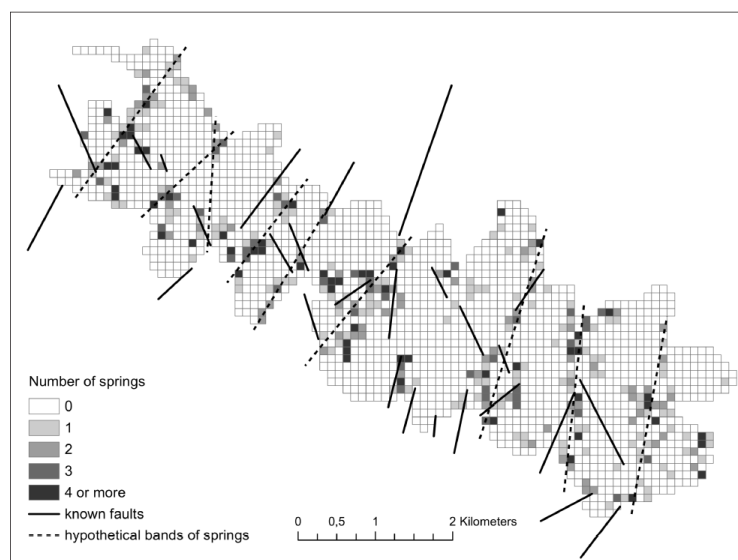 Number of springs
0
1
2
3
4 or more
known faults
hypothetical bands of springs
0 0,5 1 2 Kilometers